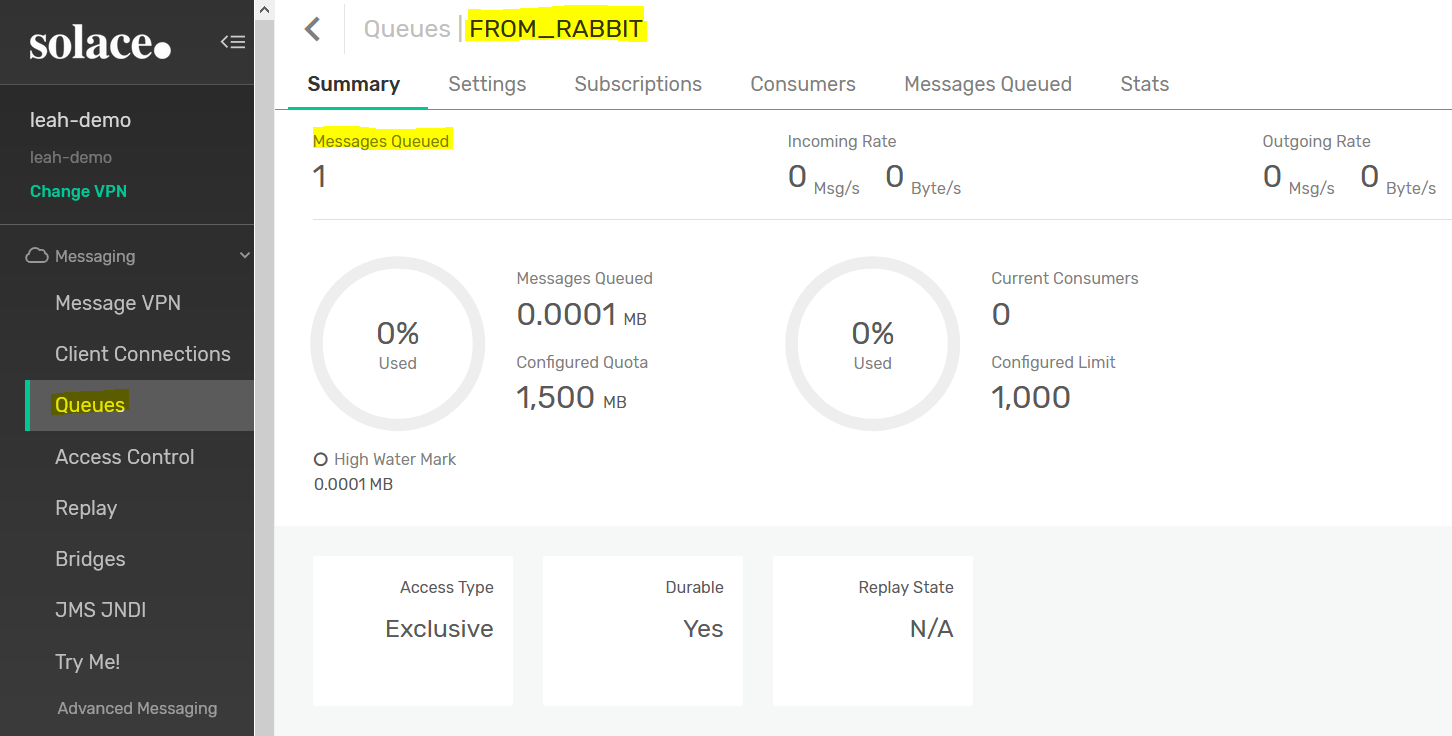 solace.
leah-demo
leah-demo
Change VPN
Messaging
Message VPN
Client Connections
Queues
Access Control
Replay
Bridges
JMS JNDI
Try Me!
Advanced Messaging
Queues | FROM_RABBIT
Summary Settings Subscriptions Consumers Messages Queued Stats
Messages Queued
1
Incoming Rate
0 Msg/s 0 Byte/s
Outgoing Rate
0 Msg/s 0 Byte/s
0%
Used
Messages Queued
0.0001 MB
Configured Quota
1,500 MB
High Water Mark
0.0001 MB
0%
Used
Current Consumers
0
Configured Limit
1,000
Access Type
Exclusive
Durable
Yes
Replay State
N/A